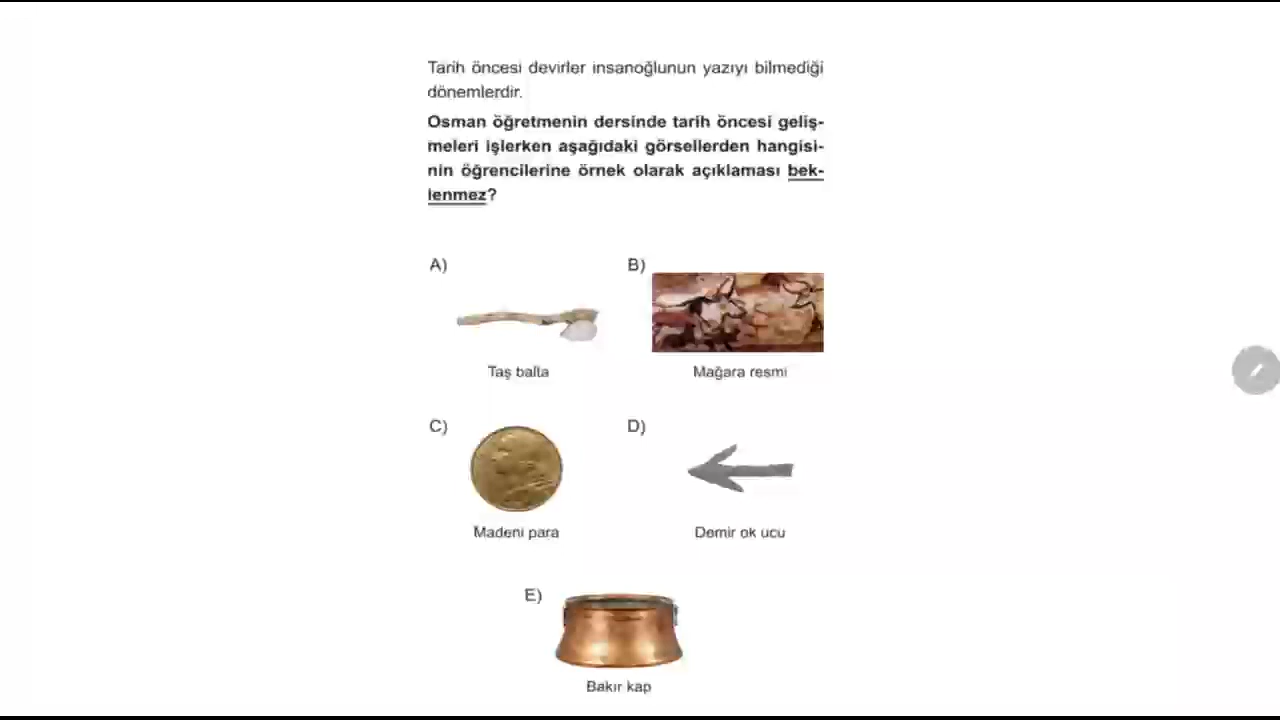 Tarih öncesi devirler insanoğlunun yazıyı bilmediği
dönemlerdir.
Osman öğretmenin dersinde tarih öncesi geliş-
meleri işlerken aşağıdaki görsellerden hangisi-
nin öğrencilerine örnek olarak açıklaması bek-
lenmez?
A)
B)
Taş balta
Mağara resmi
C)
D)
Madeni para
Demir ok ucu
E)
Bakır kap